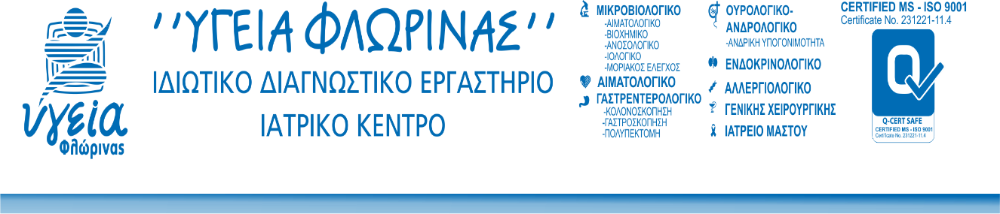 ύγεία
Φλώρινας
’’ΥΓΕΙΑ ΦΛΩΡΙΝΑΣ’’
ΙΔΙΩΤΙΚΟ ΔΙΑΓΝΩΣΤΙΚΟ ΕΡΓΑΣΤΗΡΙΟ
ΙΑΤΡΙΚΟ ΚΕΝΤΡΟ
ΜΙΚΡΟΒΙΟΛΟΓΙΚΟ
-ΑΙΜΑΤΟΛΟΓΙΚΟ
-ΒΙΟΧΗΜΙΚΟ
-ΑΝΟΣΟΛΟΓΙΚΟ
-ΙΟΛΟΓΙΚΟ
-ΜΟΡΙΑΚΟΣ ΕΛΕΓΧΟΣ
ΑΙΜΑΤΟΛΟΓΙΚΟ
ΓΑΣΤΡΕΝΤΕΡΟΛΟΓΙΚΟ
-ΚΟΛΟΝΟΣΚΟΠΗΣΗ
-ΓΑΣΤΡΟΣΚΟΠΗΣΗ
-ΠΟΛΥΠΕΚΤΟΜΗ
ΟΥΡΟΛΟΓΙΚΟ-
ΑΝΔΡΟΛΟΓΙΚΟ
-ΑΝΔΡΙΚΗ ΥΠΟΓΟΝΙΜΟΤΗΤΑ
ΕΝΔΟΚΡΙΝΟΛΟΓΙΚΟ
ΑΛΛΕΡΓΙΟΛΟΓΙΚΟ
ΓΕΝΙΚΗΣ ΧΕΙΡΟΥΡΓΙΚΗΣ
ΙΑΤΡΕΙΟ ΜΑΣΤΟΥ
CERTIFIED MS - ISO 9001
Certificate No. 231221-11.4
Q
Q-CERT SAFE
CERTIFIED MS - ISO 9001
Certificate No. 231221-11.4